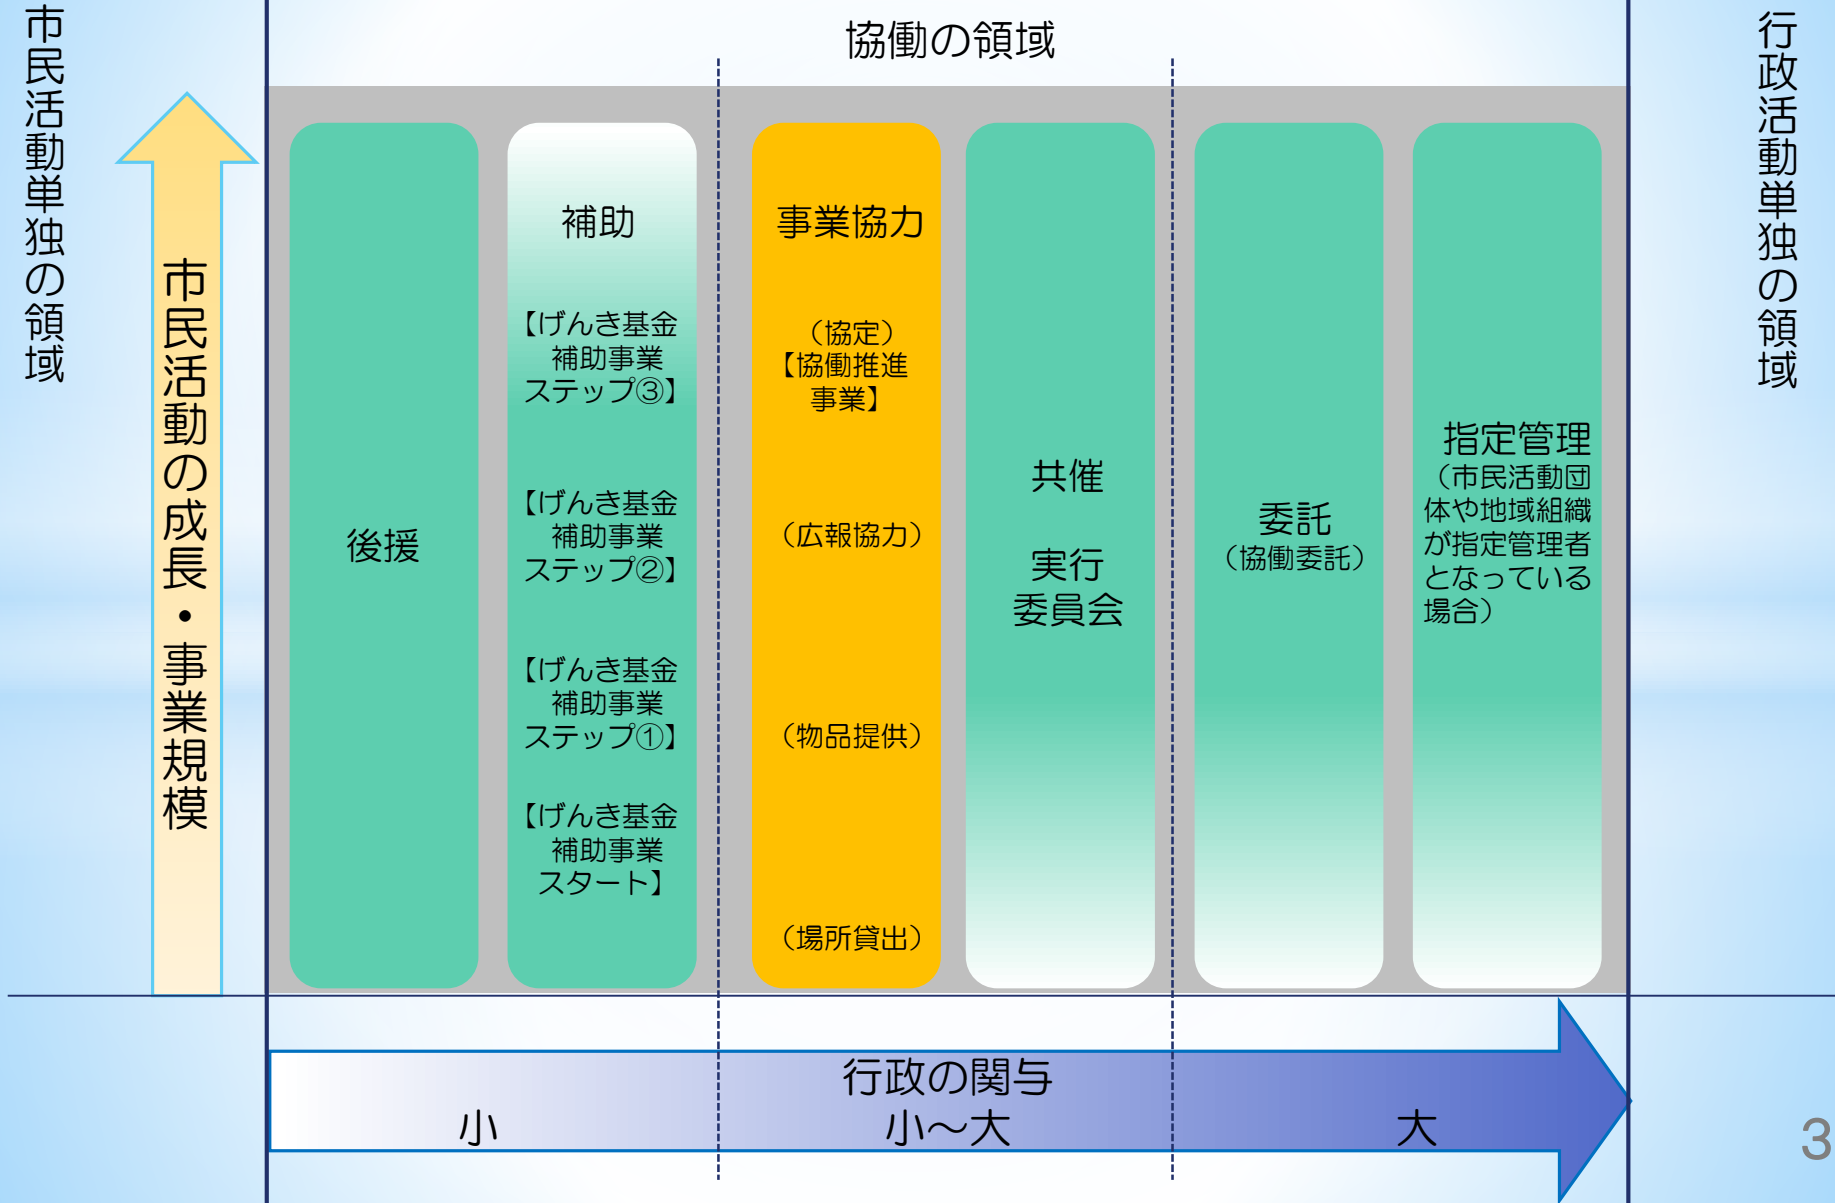 市民活動単独の領域
協働の領域
行政活動単独の領域
市民活動の成長・事業規模
後援
補助
【げんき基金
補助事業
ステップ③】
【げんき基金
補助事業
ステップ②】
【げんき基金
補助事業
ステップ①】
【げんき基金
補助事業
スタート】
事業協力
（協定）
【協働推進
事業】
（広報協力）
（物品提供）
（場所貸出）
共催
実行
委員会
委託
（協働委託）
指定管理
（市民活動団
体や地域組織
が指定管理者
となっている
場合）
行政の関与
小
小～大
大
3